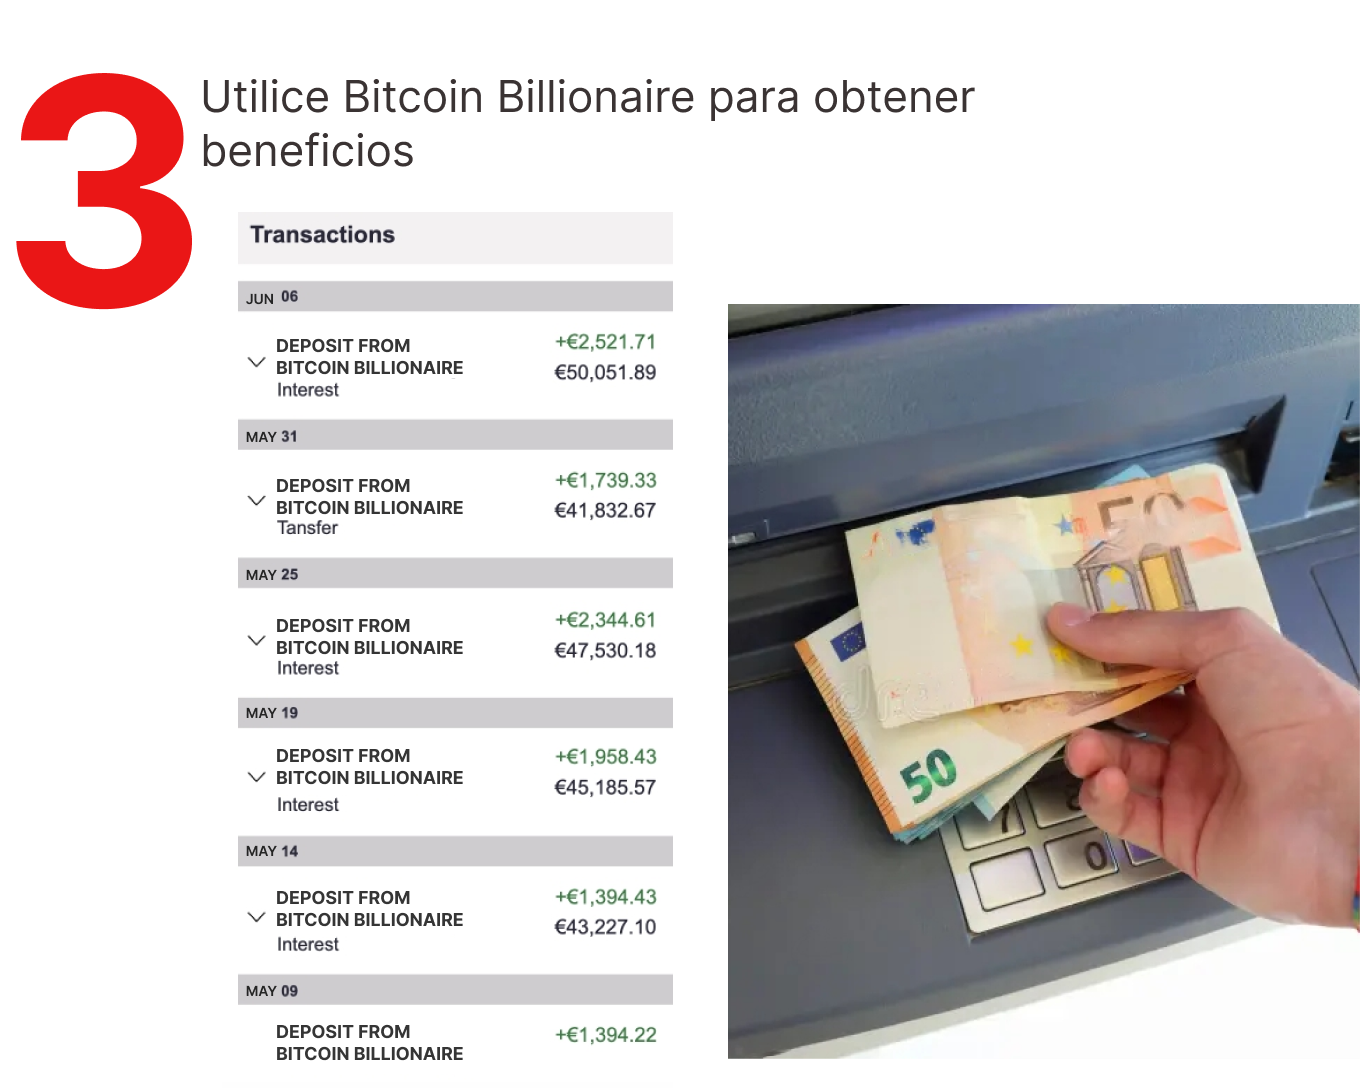 3
Utilice Bitcoin Billionaire para obtener
beneficios
Transactions
JUN 06
DEPOSIT FROM
BITCOIN BILLIONAIRE
Interest
+€2,521.71
€50,051.89
MAY 31
DEPOSIT FROM
BITCOIN BILLIONAIRE
Tansfer
+€1,739.33
€41,832.67
MAY 25
DEPOSIT FROM
BITCOIN BILLIONAIRE
Interest
+€2,344.61
€47,530.18
MAY 19
DEPOSIT FROM
BITCOIN BILLIONAIRE
Interest
+€1,958.43
€45,185.57
MAY 14
DEPOSIT FROM
BITCOIN BILLIONAIRE
Interest
+€1,394.43
€43,227.10
MAY 09
DEPOSIT FROM
BITCOIN BILLIONAIRE
+€1,394.22
50
50
7
0